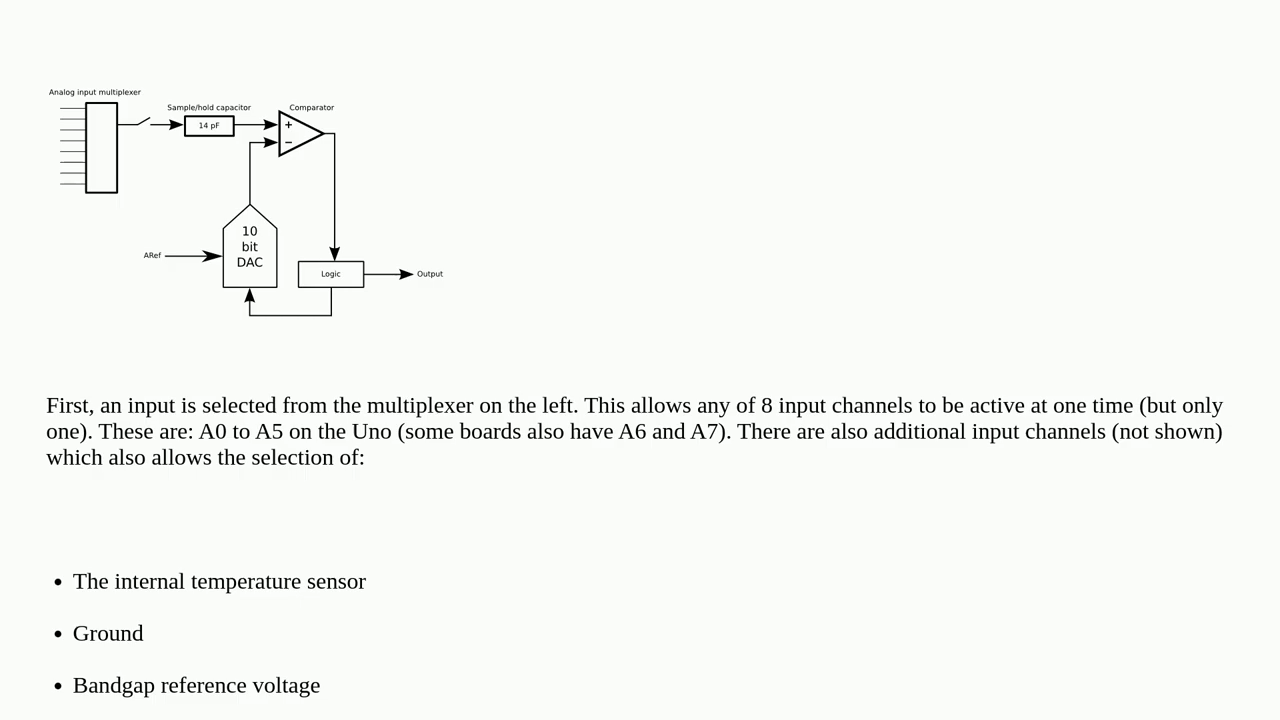 Analog input multiplexer
Sample/hold capacitor
Comparator
14 pF
+
−
10
bit
DAC
ARef
Logic
Output
First, an input is selected from the multiplexer on the left. This allows any of 8 input channels to be active at one time (but only
one). These are: A0 to A5 on the Uno (some boards also have A6 and A7). There are also additional input channels (not shown)
which also allows the selection of:
• The internal temperature sensor
• Ground
• Bandgap reference voltage